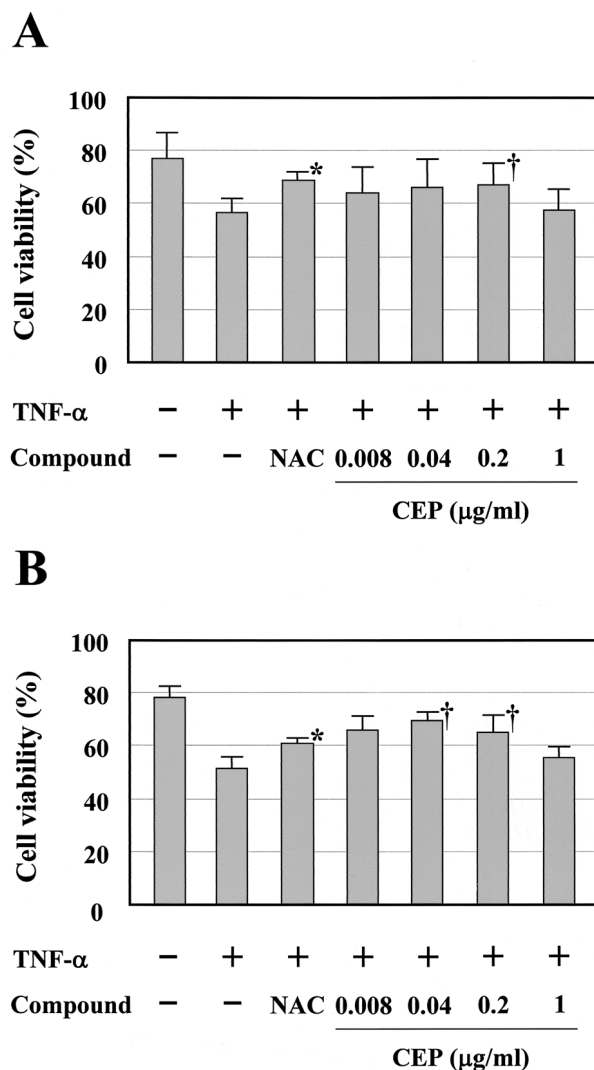 A
100
80
60
40
20
0
Cell viability (%)
*
†
TNF-α − + + + + + +
Compound − − NAC 0.008 0.04 0.2 1
CEP (µg/ml)
B
100
80
60
40
20
0
Cell viability (%)
*
†
†
TNF-α − + + + + + +
Compound − − NAC 0.008 0.04 0.2 1
CEP (µg/ml)